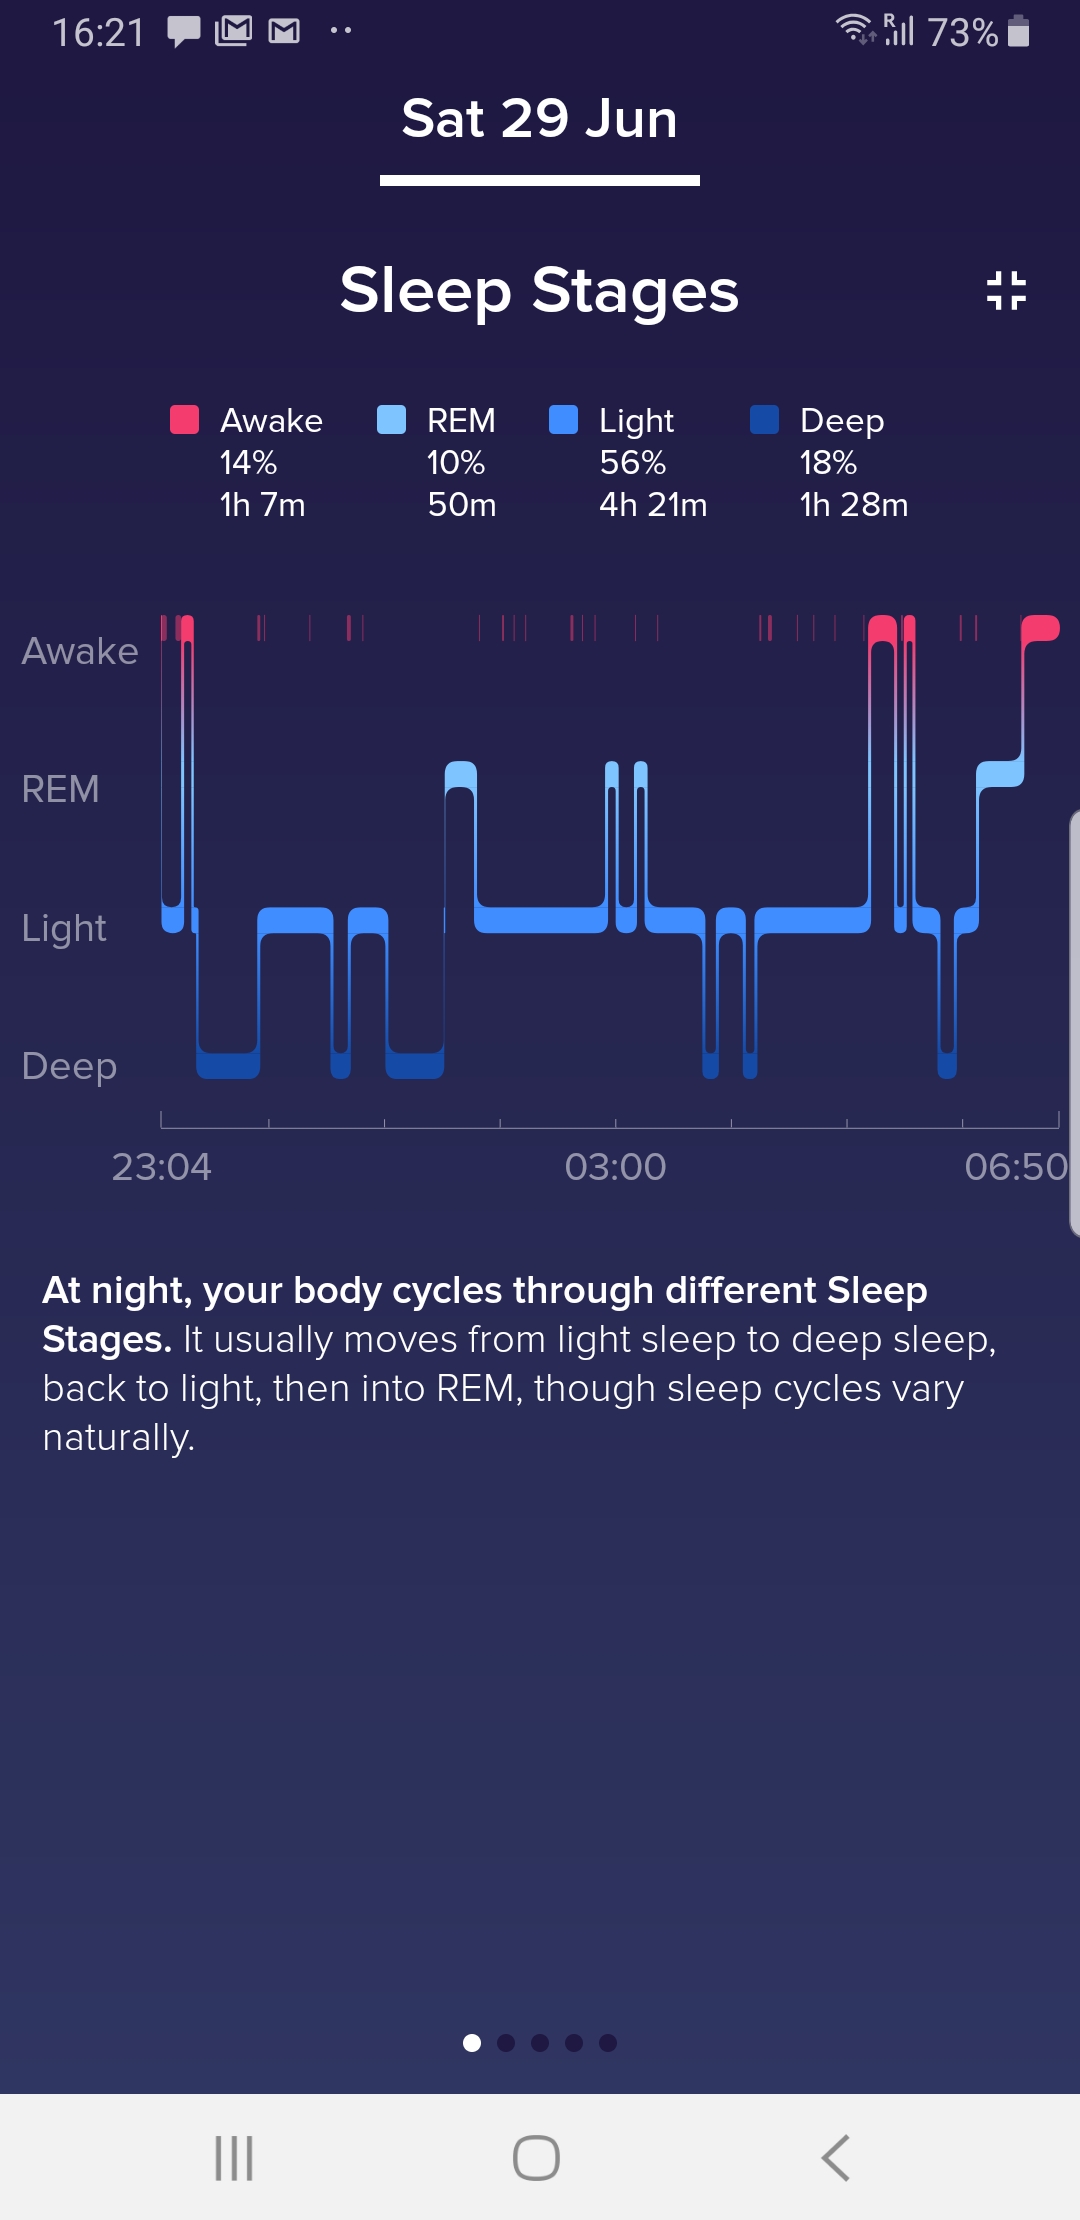 16:21 R 73%
Sat 29 Jun
Sleep Stages
Awake REM Light Deep
14% 10% 56% 18%
1h 7m 50m 4h 21m 1h 28m
Awake
REM
Light
Deep
23:04 03:00 06:50
At night, your body cycles through different Sleep
Stages. It usually moves from light sleep to deep sleep,
back to light, then into REM, though sleep cycles vary
naturally.